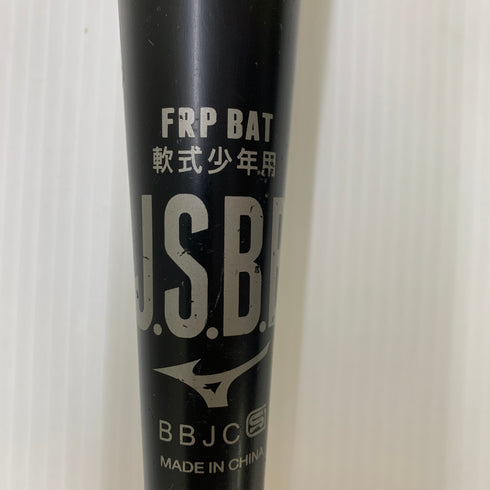 FRP BAT
軟式少年用
J.S.B.B
BBJC S
MADE IN CHINA